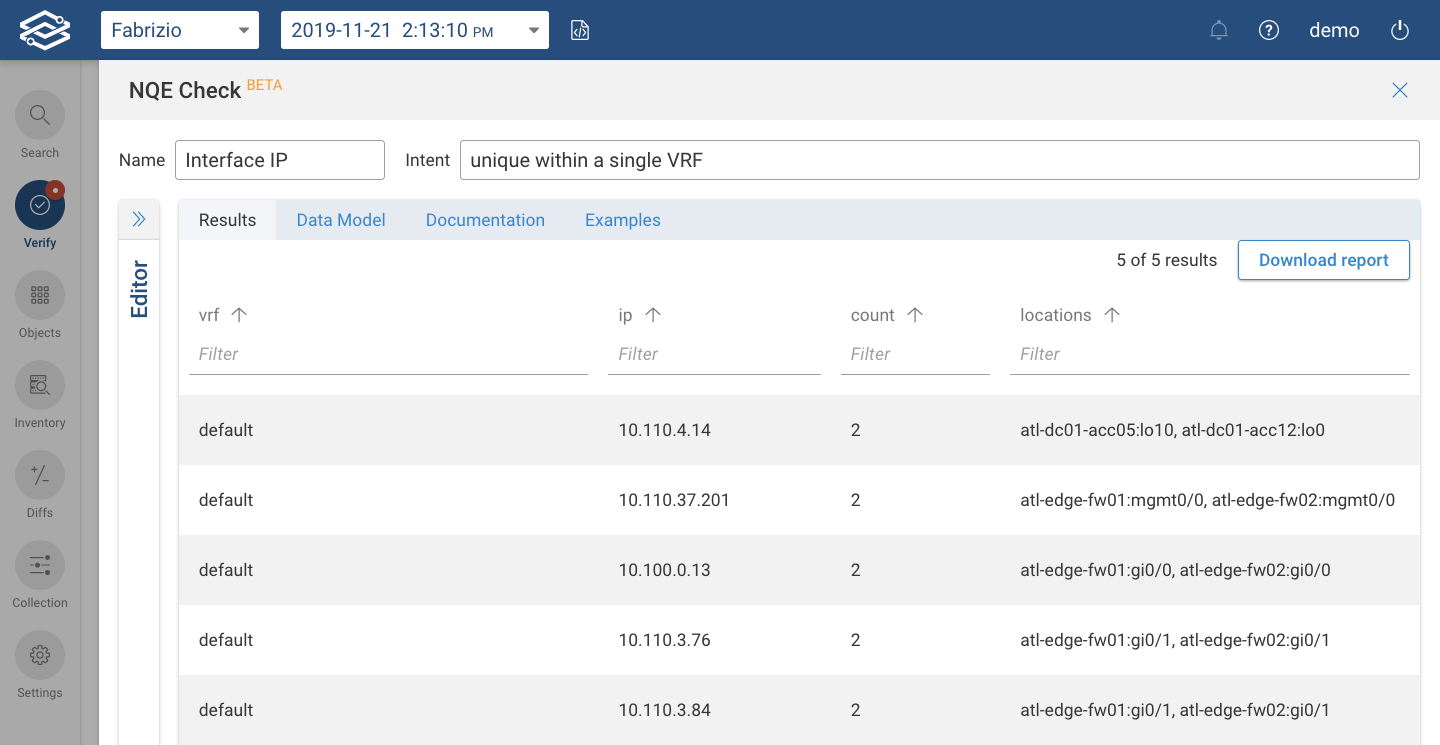 Fabrizio 2019-11-21 2:13:10 PM demo
NQE Check BETA
Search
Name Interface IP Intent unique within a single VRF
Verify
Results Data Model Documentation Examples
Editor
5 of 5 results Download report
Objects
vrf ip count locations
Filter Filter Filter Filter
Inventory
default 10.110.4.14 2 atl-dc01-acc05:lo10, atl-dc01-acc12:lo0
default 10.110.37.201 2 atl-edge-fw01:mgmt0/0, atl-edge-fw02:mgmt0/0
Diffs
default 10.100.0.13 2 atl-edge-fw01:gi0/0, atl-edge-fw02:gi0/0
Collection
default 10.110.3.76 2 atl-edge-fw01:gi0/1, atl-edge-fw02:gi0/1
Settings
default 10.110.3.84 2 atl-edge-fw01:gi0/1, atl-edge-fw02:gi0/1